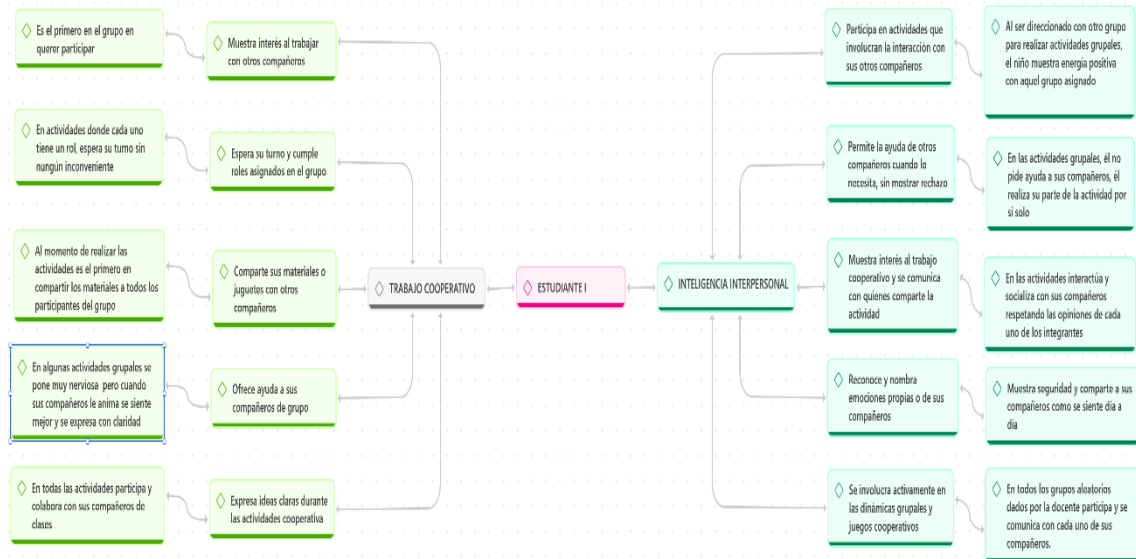 Es el primero en el grupo en
querer participar
Muestra interés al trabajar
con otros compañeros
En actividades donde cada uno
tiene un rol, espera su turno sin
nungún inconveniente
Espera su turno y cumple
roles asignados en el grupo
Al momento de realizar las
actividades es el primero en
compartir los materiales a todos los
participantes del grupo
Comparte sus materiales o
juguetes con otros
compañeros
En algunas actividades grupales se
pone muy nerviosa pero cuando
sus compañeros le anima se siente
mejor y se expresa con claridad
Ofrece ayuda a sus
compañeros de grupo
En todas las actividades participa y
colabora con sus compañeros de
clases
Expresa ideas claras durante
las actividades cooperativa
TRABAJO COOPERATIVO
ESTUDIANTE I
INTELIGENCIA INTERPERSONAL
Participa en actividades que
involucran la interacción con
sus otros compañeros
Al ser direccionado con otro grupo
para realizar actividades grupales,
el niño muestra energía positiva
con aquel grupo asignado
Permite la ayuda de otros
compañeros cuando lo
necesita, sin mostrar rechazo
En las actividades grupales, él no
pide ayuda a sus compañeros, él
realiza su parte de la actividad por
si solo
Muestra interés al trabajo
cooperativo y se comunica
con quienes comparte la
actividad
En las actividades interactúa y
socializa con sus compañeros
respetando las opiniones de cada
uno de los integrantes
Reconoce y nombra
emociones propias o de sus
compañeros
Muestra seguridad y comparte a sus
compañeros como se siente dia a
dia
Se involucra activamente en
las dinámicas grupales y
juegos cooperativos
En todos los grupos aleatorios
dados por la docente participa y se
comunica con cada uno de sus
compañeros.